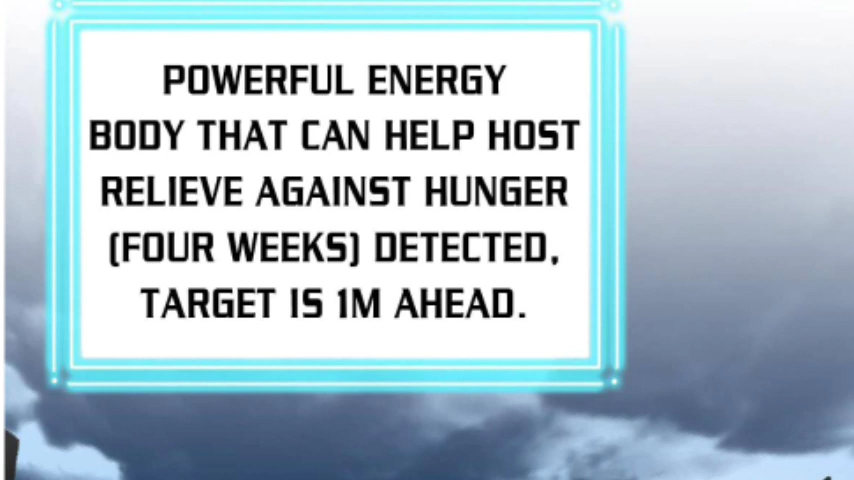 POWERFUL ENERGY
BODY THAT CAN HELP HOST
RELIEVE AGAINST HUNGER
(FOUR WEEKS) DETECTED,
TARGET IS 1M AHEAD.